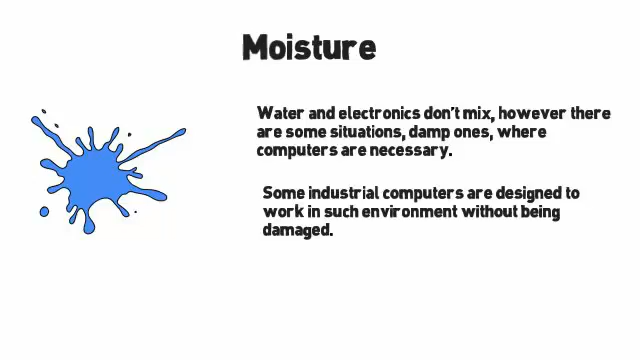 Moisture
Water and electronics don't mix, however there
are some situations, damp ones, where
computers are necessary.
Some industrial computers are designed to
work in such environment without being
damaged.